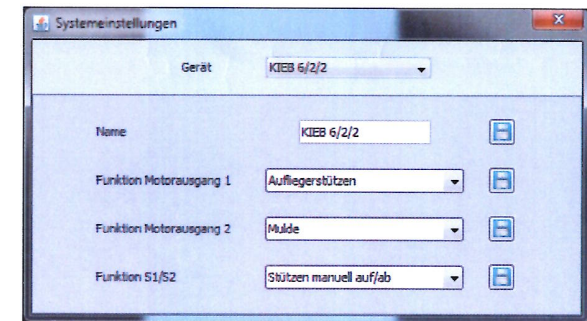 Systemeinstellungen
Gerät KIEB 6/2/2
Name KIEB 6/2/2
Funktion Motorausgang 1 Aufliegerstützen
Funktion Motorausgang 2 Mulde
Funktion S1/S2 Stützen manuell auf/ab